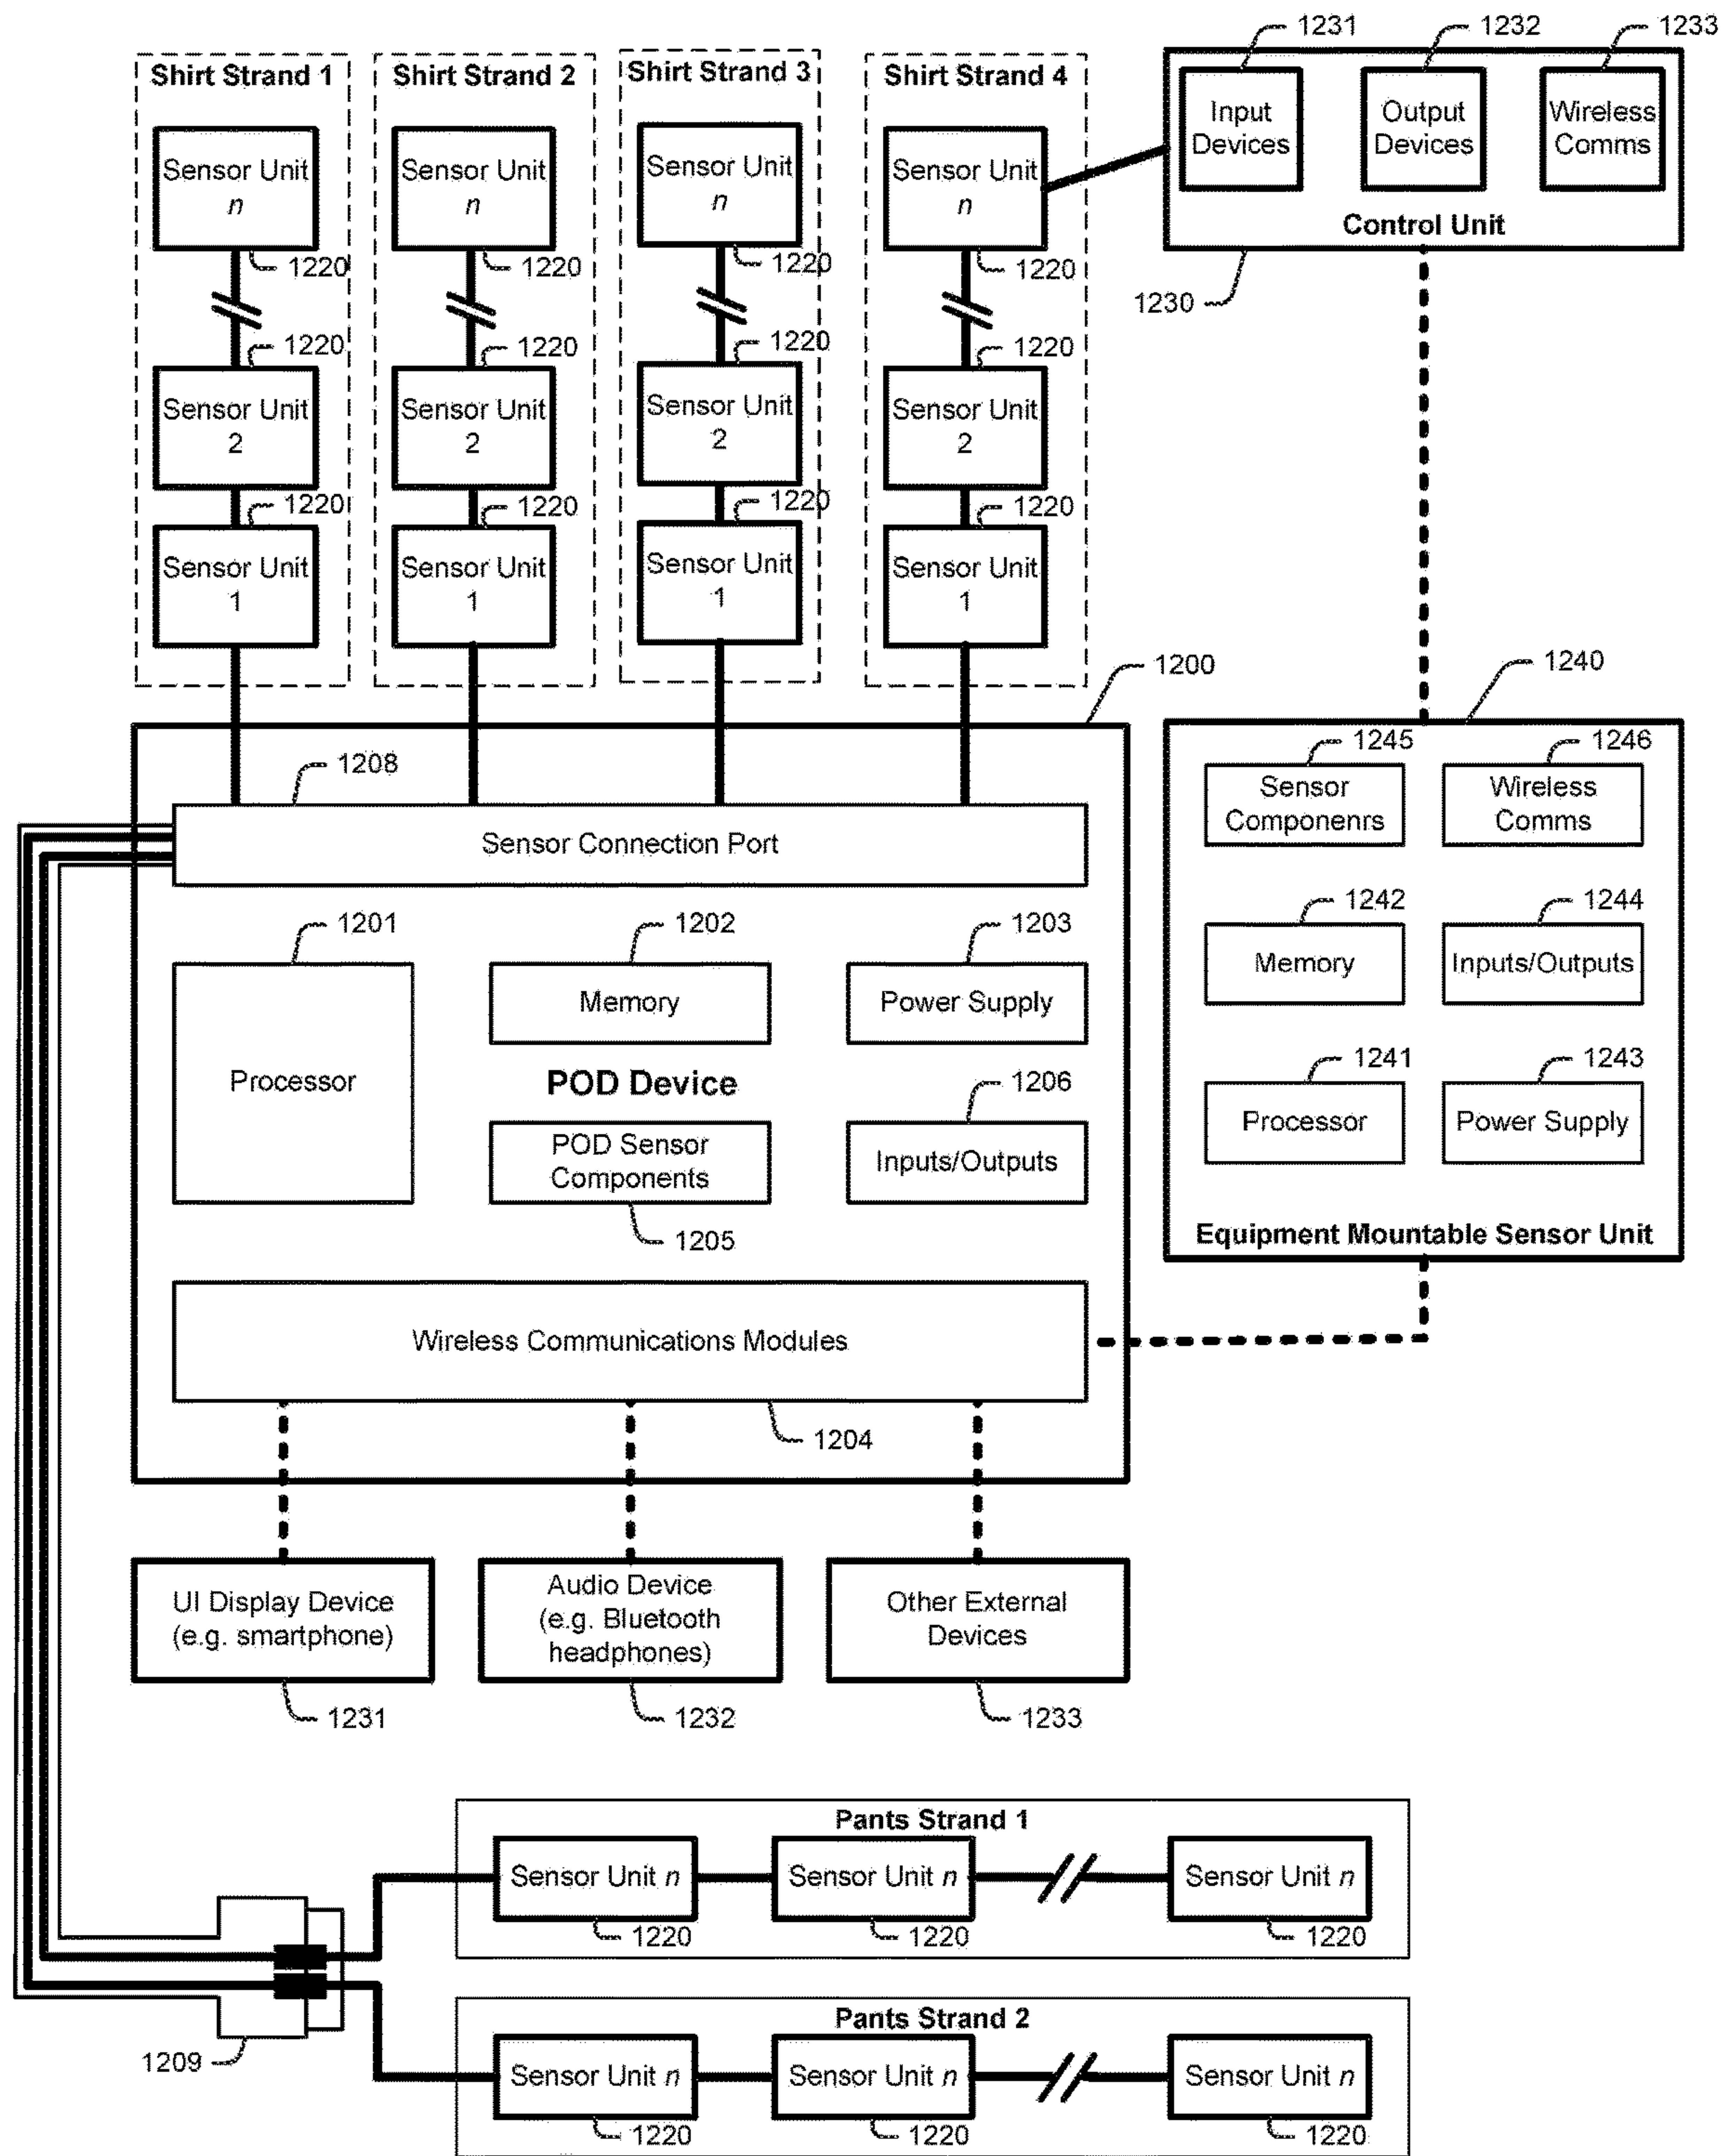 1231
1232
1233
Shirt Strand 1
Shirt Strand 2
Shirt Strand 3
Shirt Strand 4
Input
Devices
Output
Devices
Wireless
Comms
Control Unit
1230
Sensor Unit
n
Sensor Unit
n
Sensor Unit
n
Sensor Unit
n
1220
1220
1220
1220
1220
1220
1220
1220
Sensor Unit
2
Sensor Unit
2
Sensor Unit
2
Sensor Unit
2
1220
1220
1220
1220
Sensor Unit
1
Sensor Unit
1
Sensor Unit
1
Sensor Unit
1
1200
1240
1208
Sensor Connection Port
1245
1246
Sensor
Componenrs
Wireless
Comms
1201
1202
1203
Processor
Memory
Power Supply
POD Device
1206
POD Sensor
Components
Inputs/Outputs
1205
1242
1244
Memory
Inputs/Outputs
1241
1243
Processor
Power Supply
Equipment Mountable Sensor Unit
Wireless Communications Modules
1204
UI Display Device
(e.g. smartphone)
Audio Device
(e.g. Bluetooth
headphones)
Other External
Devices
1231
1232
1233
Pants Strand 1
Sensor Unit n
Sensor Unit n
Sensor Unit n
1220
1220
1220
Pants Strand 2
1209
Sensor Unit n
Sensor Unit n
Sensor Unit n
1220
1220
1220